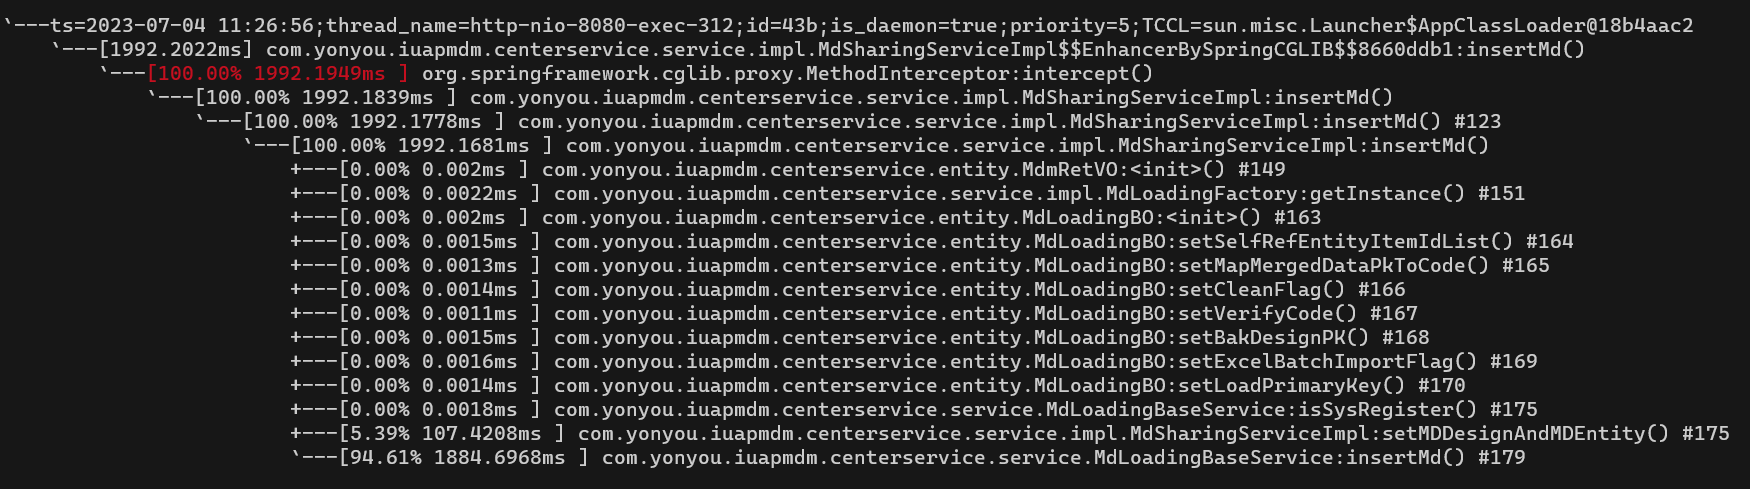 `---ts=2023-07-04 11:26:56;thread_name=http-nio-8080-exec-312;id=43b;is_daemon=true;priority=5;TCCL=sun.misc.Launcher$AppClassLoader@18b4aac2
`---[1992.2022ms] com.yonyou.iuapmdm.centerservice.service.impl.MdSharingServiceImpl$$EnhancerBySpringCGLIB$$8660ddb1:insertMd()
`---[100.00% 1992.1949ms ] org.springframework.cglib.proxy.MethodInterceptor:intercept()
`---[100.00% 1992.1839ms ] com.yonyou.iuapmdm.centerservice.service.impl.MdSharingServiceImpl:insertMd()
`---[100.00% 1992.1778ms ] com.yonyou.iuapmdm.centerservice.service.impl.MdSharingServiceImpl:insertMd() #123
`---[100.00% 1992.1681ms ] com.yonyou.iuapmdm.centerservice.service.impl.MdSharingServiceImpl:insertMd()
+---[0.00% 0.002ms ] com.yonyou.iuapmdm.centerservice.entity.MdmRetVO:<init>() #149
+---[0.00% 0.0022ms ] com.yonyou.iuapmdm.centerservice.service.impl.MdLoadingFactory:getInstance() #151
+---[0.00% 0.002ms ] com.yonyou.iuapmdm.centerservice.entity.MdLoadingBO:<init>() #163
+---[0.00% 0.0015ms ] com.yonyou.iuapmdm.centerservice.entity.MdLoadingBO:setSelfRefEntityItemIdList() #164
+---[0.00% 0.0013ms ] com.yonyou.iuapmdm.centerservice.entity.MdLoadingBO:setMapMergedDataPkToCode() #165
+---[0.00% 0.0014ms ] com.yonyou.iuapmdm.centerservice.entity.MdLoadingBO:setCleanFlag() #166
+---[0.00% 0.0011ms ] com.yonyou.iuapmdm.centerservice.entity.MdLoadingBO:setVerifyCode() #167
+---[0.00% 0.0015ms ] com.yonyou.iuapmdm.centerservice.entity.MdLoadingBO:setBakDesignPK() #168
+---[0.00% 0.0016ms ] com.yonyou.iuapmdm.centerservice.entity.MdLoadingBO:setExcelBatchImportFlag() #169
+---[0.00% 0.0014ms ] com.yonyou.iuapmdm.centerservice.entity.MdLoadingBO:setLoadPrimaryKey() #170
+---[0.00% 0.0018ms ] com.yonyou.iuapmdm.centerservice.service.MdLoadingBaseService:isSysRegister() #175
+---[5.39% 107.4208ms ] com.yonyou.iuapmdm.centerservice.service.impl.MdSharingServiceImpl:setMDDesignAndMDEntity() #175
`---[94.61% 1884.6968ms ] com.yonyou.iuapmdm.centerservice.service.MdLoadingBaseService:insertMd() #179